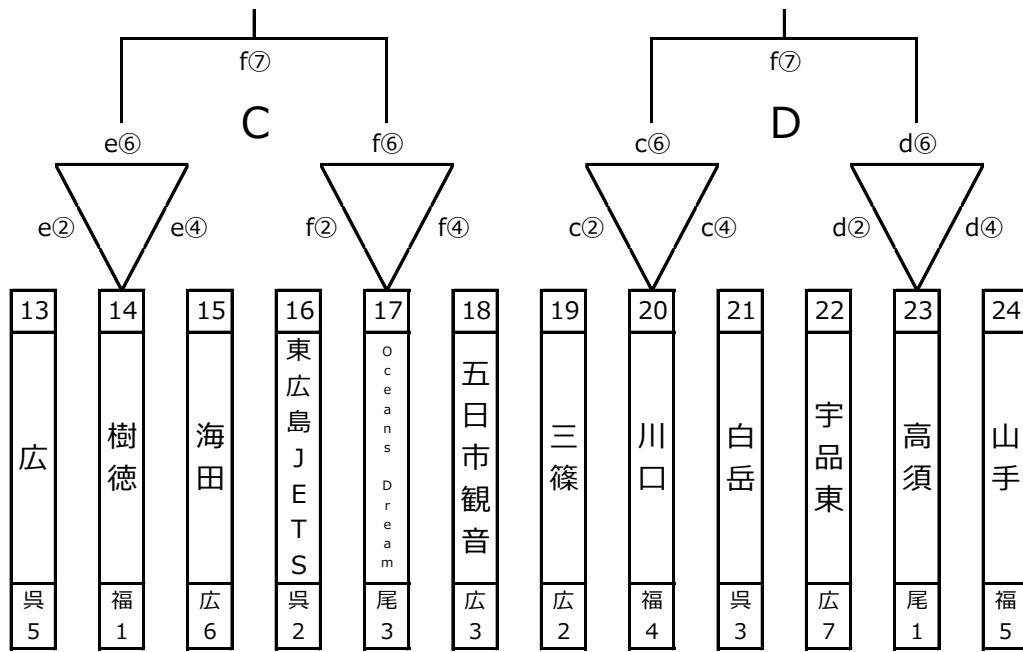 f⑦ f⑦
C D
e⑥ f⑥ c⑥ d⑥
e② e④ f② f④ c② c④ d② d④
13 14 15 16 17 18 19 20 21 22 23 24
広
樹徳
海田
東広島JETS
Oceans Dream
五日市観音
三篠
川口
白岳
宇品東
高須
山手
呉 福 広 呉 尾 広 広 福 呉 広 尾 福
5 1 6 2 3 3 2 4 3 7 1 5